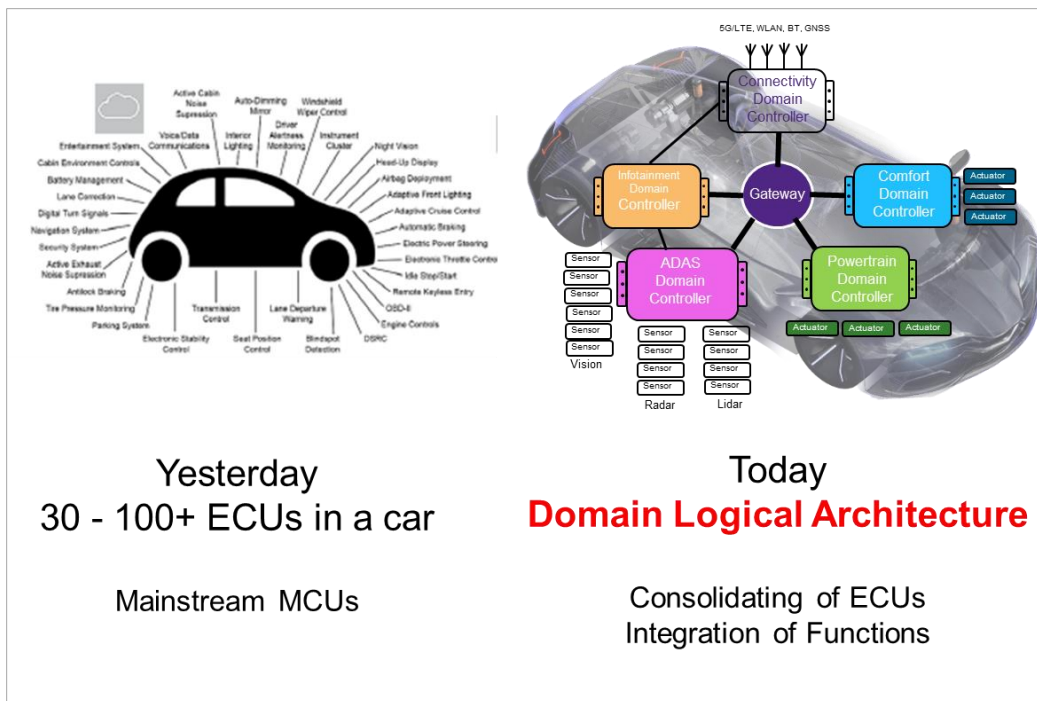 Active Cabin
Noise
Supression
Auto-Dimming
Mirror
Windshield
Wiper Control
Voice/Data
Communications
Interior
Lighting
Driver
Alertness
Monitoring
Instrument
Cluster
Entertainment System
Cabin Environment Controls
Battery Management
Lane Correction
Digital Turn Signals
Navigation System
Security System
Active Exhaust
Noise Supression
Antilock Braking
Tire Pressure Monitoring
Parking System
Night Vision
Head-Up Display
Airbag Deployment
Adaptive Front Lighting
Adaptive Cruise Control
Automatic Braking
Electric Power Steering
Electronic Throttle Control
Idle Stop/Start
Remote Keyless Entry
OBD-II
Engine Controls
DSRC
Transmission
Control
Lane Departure
Warning
Electronic Stability
Control
Seat Position
Control
Blindspot
Detection
Yesterday
30 - 100+ ECUs in a car
Mainstream MCUs
5G/LTE, WLAN, BT, GNSS
Connectivity
Domain
Controller
Infotainment
Domain
Controller
Gateway
Comfort
Domain
Controller
Actuator
Actuator
Actuator
ADAS
Domain
Controller
Powertrain
Domain
Controller
Actuator
Actuator
Actuator
Sensor
Sensor
Sensor
Sensor
Sensor
Sensor
Vision
Sensor
Sensor
Sensor
Sensor
Radar
Sensor
Sensor
Sensor
Sensor
Lidar
Today
Domain Logical Architecture
Consolidating of ECUs
Integration of Functions